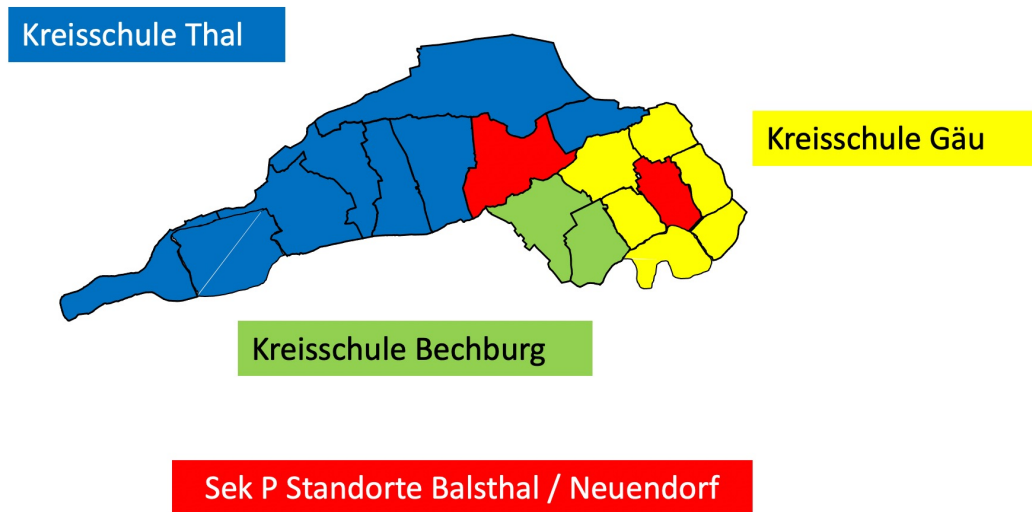 Kreisschule Thal
Kreisschule Gäu
Kreisschule Bechburg
Sek P Standorte Balsthal / Neuendorf